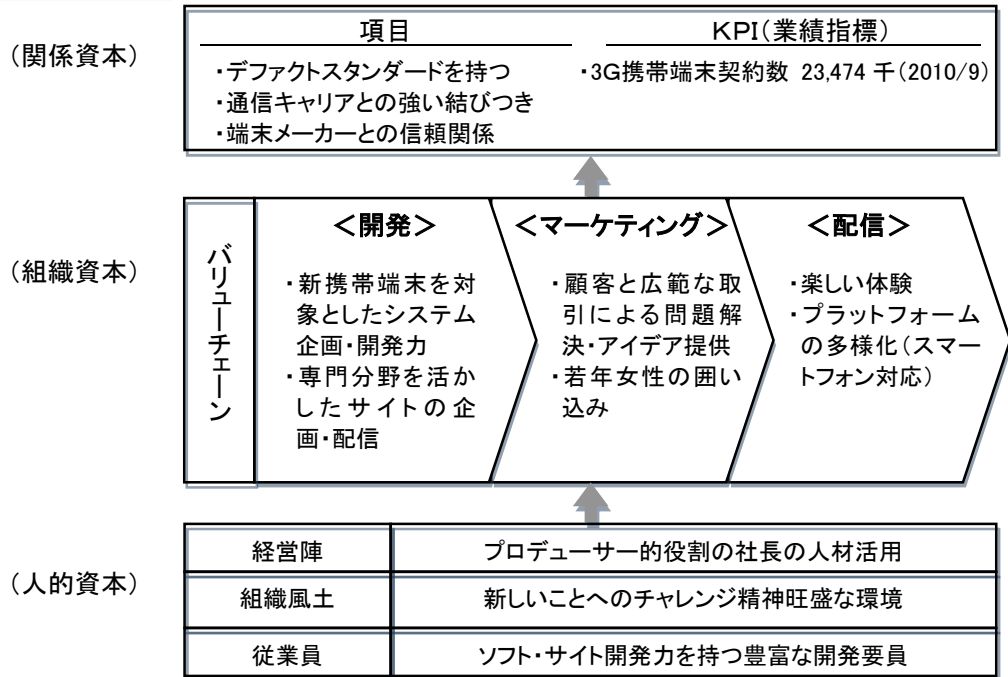 項目
KPI(業績指標)
(関係資本)
・デファクトスタンダードを持つ
・3G携帯端末契約数 23,474 千(2010/9)
・通信キャリアとの強い結びつき
・端末メーカーとの信頼関係
(組織資本)
バリューチェーン
<開発>
・新携帯端末を対
象としたシステム
企画・開発力
・専門分野を活か
したサイトの企
画・配信
<マーケティング>
・顧客と広範な取
引による問題解
決・アイデア提供
・若年女性の囲い
込み
<配信>
・楽しい体験
・プラットフォーム
の多様化(スマー
トフォン対応)
(人的資本)
経営陣
プロデューサー的役割の社長の人材活用
組織風土
新しいことへのチャレンジ精神旺盛な環境
従業員
ソフト・サイト開発力を持つ豊富な開発要員